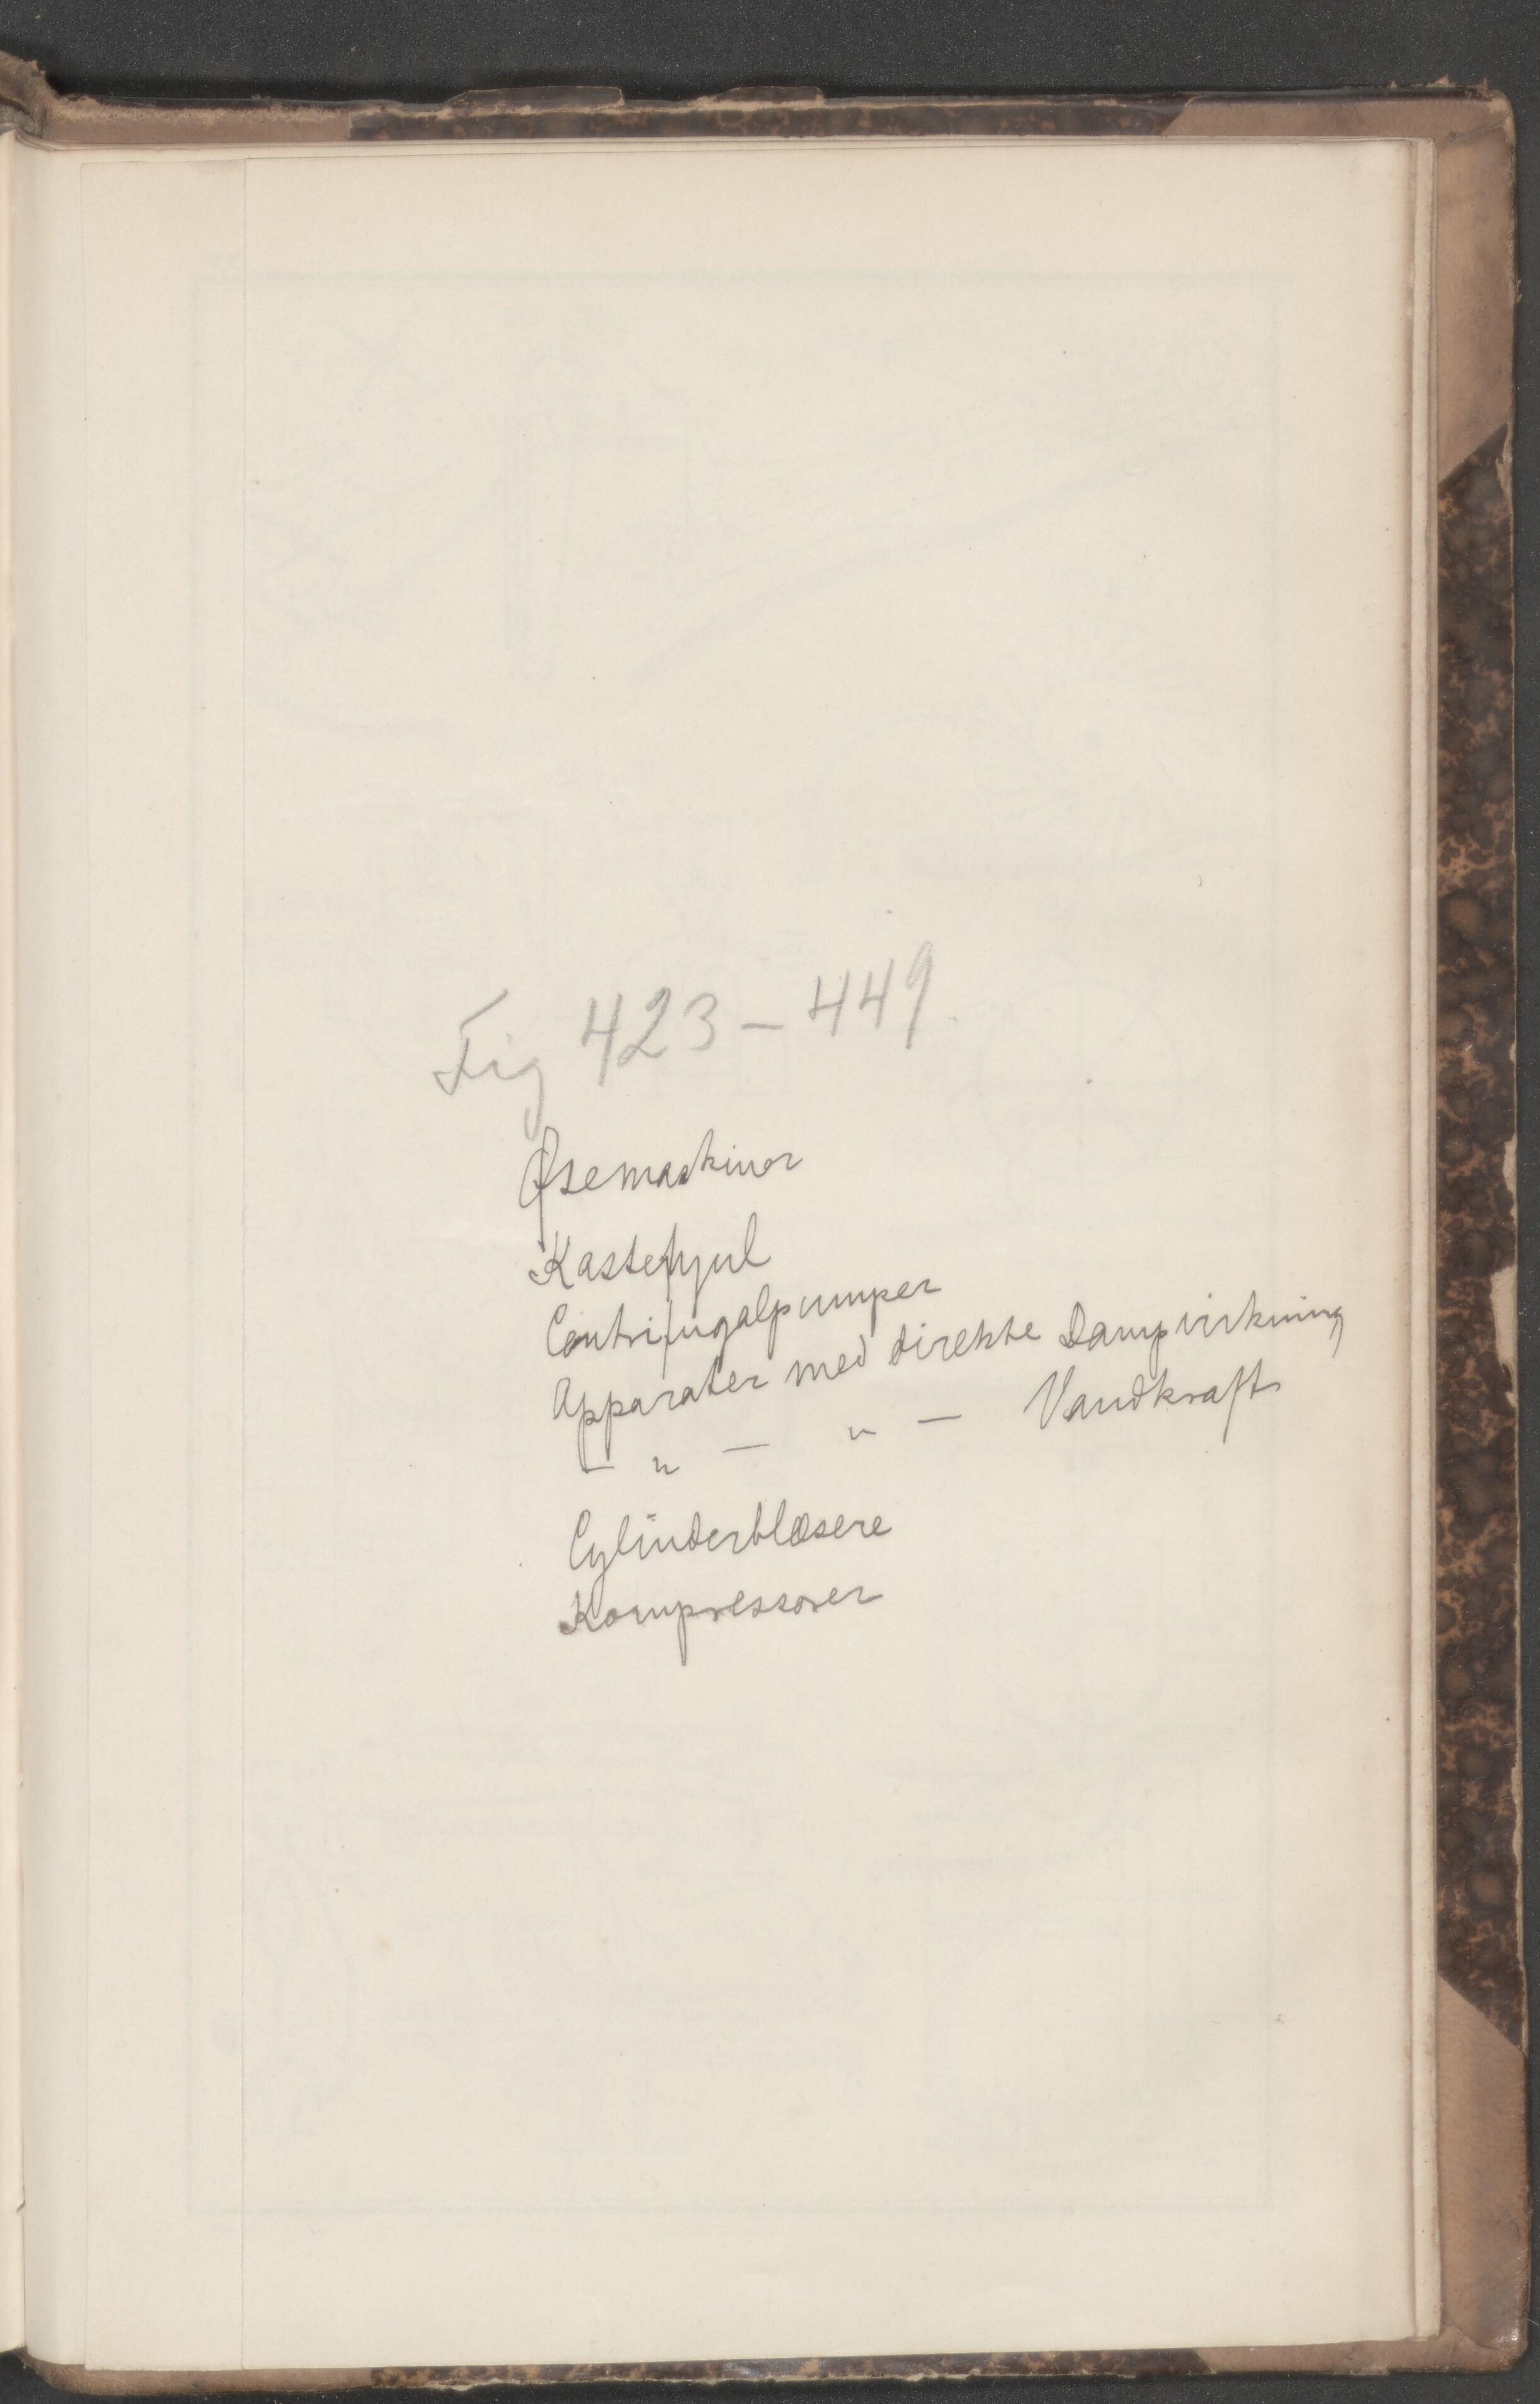 Fig 423 - 449.
Øsemaskiner
Kastehjul
Centrifugalpumper
Apparater med direkte Dampvirkning
— " — " — Vandkraft
Cylinderblæsere
Kompressorer